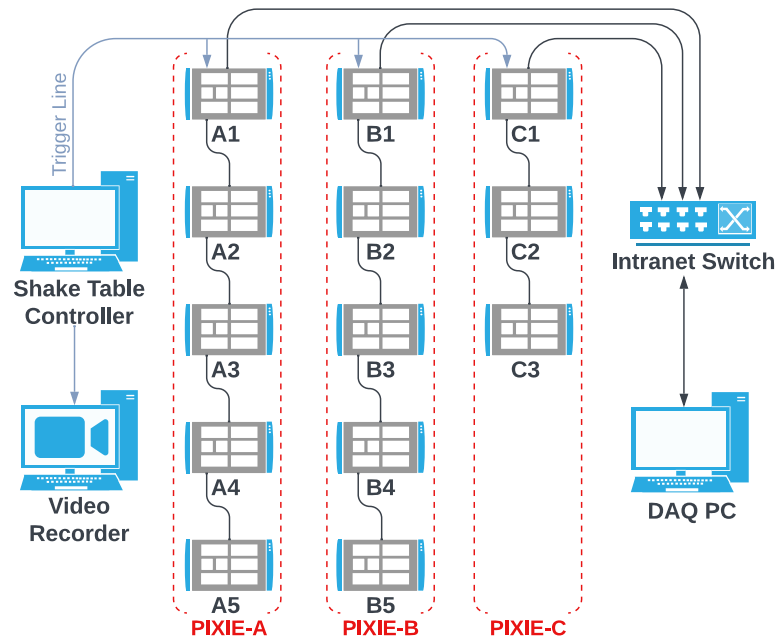 Trigger Line
A1
B1
C1
A2
B2
C2
Shake Table
Controller
Intranet Switch
A3
B3
C3
A4
B4
Video
Recorder
DAQ PC
A5
B5
PIXIE-A
PIXIE-B
PIXIE-C